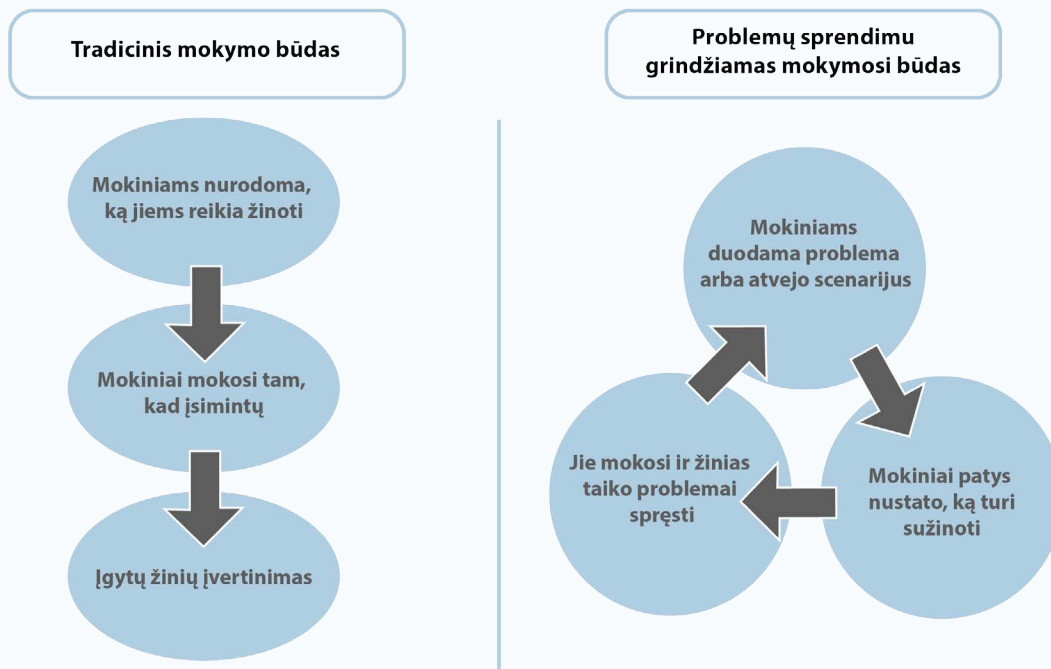 Tradicinis mokymo būdas
Mokiniams nurodoma,
ką jiems reikia žinoti
Mokiniai mokosi tam,
kad įsimintų
Įgytų žinių įvertinimas
Problemų sprendimu
grindžiamas mokymosi būdas
Mokiniams
duodama problema
arba atvejo scenarijus
Mokiniai patys
nustato, ką turi
sužinoti
Jie mokosi ir žinias
taiko problemai
spręsti